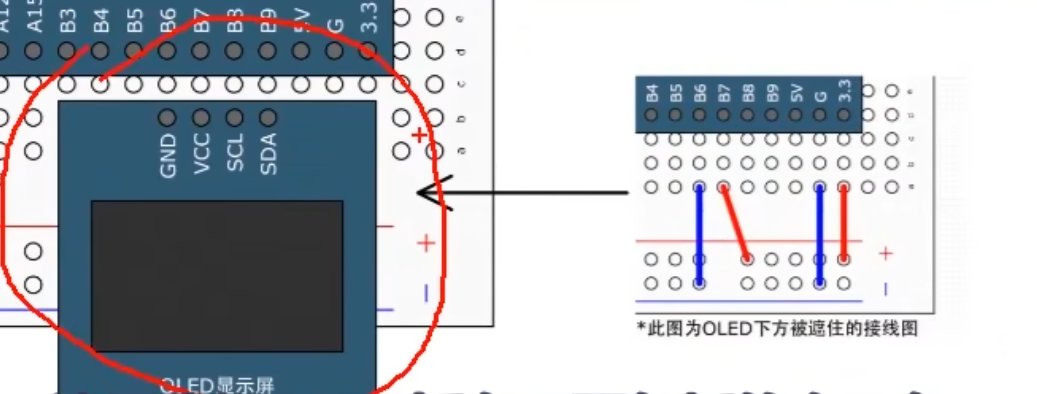 A15 B3 B4 B5 B6 B7 B8 B9 5V G 3.3
e
d
c
b
a
GND VCC SCL SDA
+
+
−
OLED显示屏
B4 B5 B6 B7 B8 B9 5V G 3.3
+
−
*此图为OLED下方被遮住的接线图